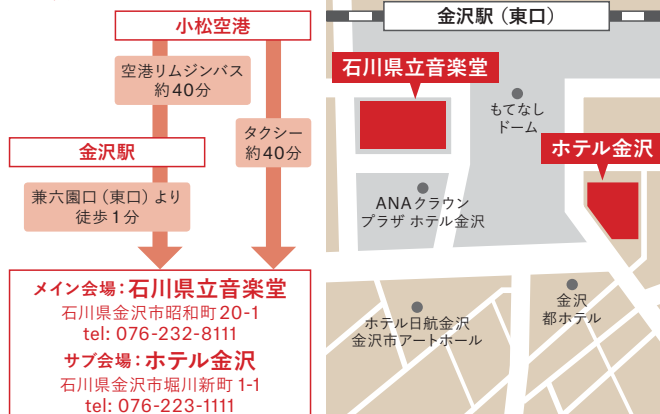 小松空港
空港リムジンバス
約40分
タクシー
約40分
金沢駅
兼六園口（東口）より
徒歩1分
メイン会場：石川県立音楽堂
石川県金沢市昭和町20-1
tel: 076-232-8111
サブ会場：ホテル金沢
石川県金沢市堀川新町1-1
tel: 076-223-1111
金沢駅（東口）
石川県立音楽堂
もてなし
ドーム
ホテル金沢
ANAクラウン
プラザ ホテル金沢
ホテル日航金沢
金沢市アートホール
金沢
都ホテル